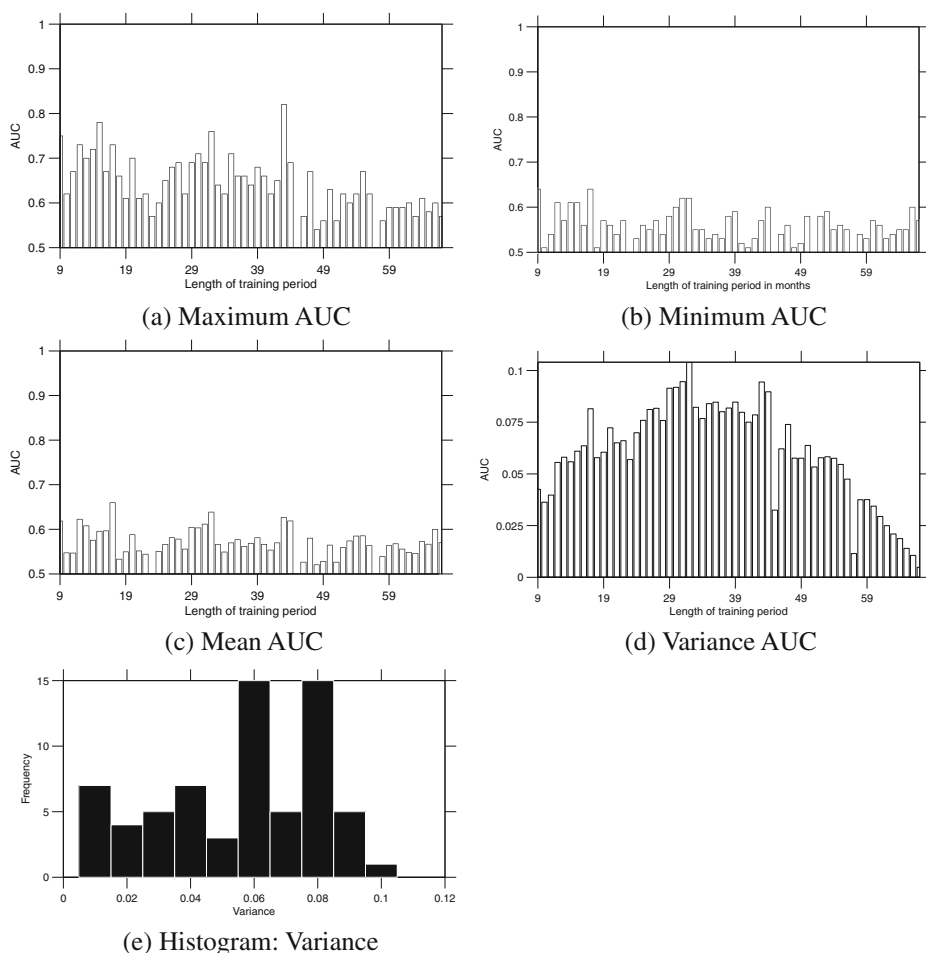 1
0.9
0.8
AUC
0.7
0.6
0.5
9 19 29 39 49 59
Length of training period
(a) Maximum AUC
1
0.9
0.8
AUC
0.7
0.6
0.5
9 19 29 39 49 59
Length of training period in months
(b) Minimum AUC
1
0.9
0.8
AUC
0.7
0.6
0.5
9 19 29 39 49 59
Length of training period
(c) Mean AUC
0.1
0.075
AUC
0.05
0.025
0
9 19 29 39 49 59
Length of training period
(d) Variance AUC
15
10
Frequency
5
0
0 0.02 0.04 0.06 0.08 0.1 0.12
Variance
(e) Histogram: Variance